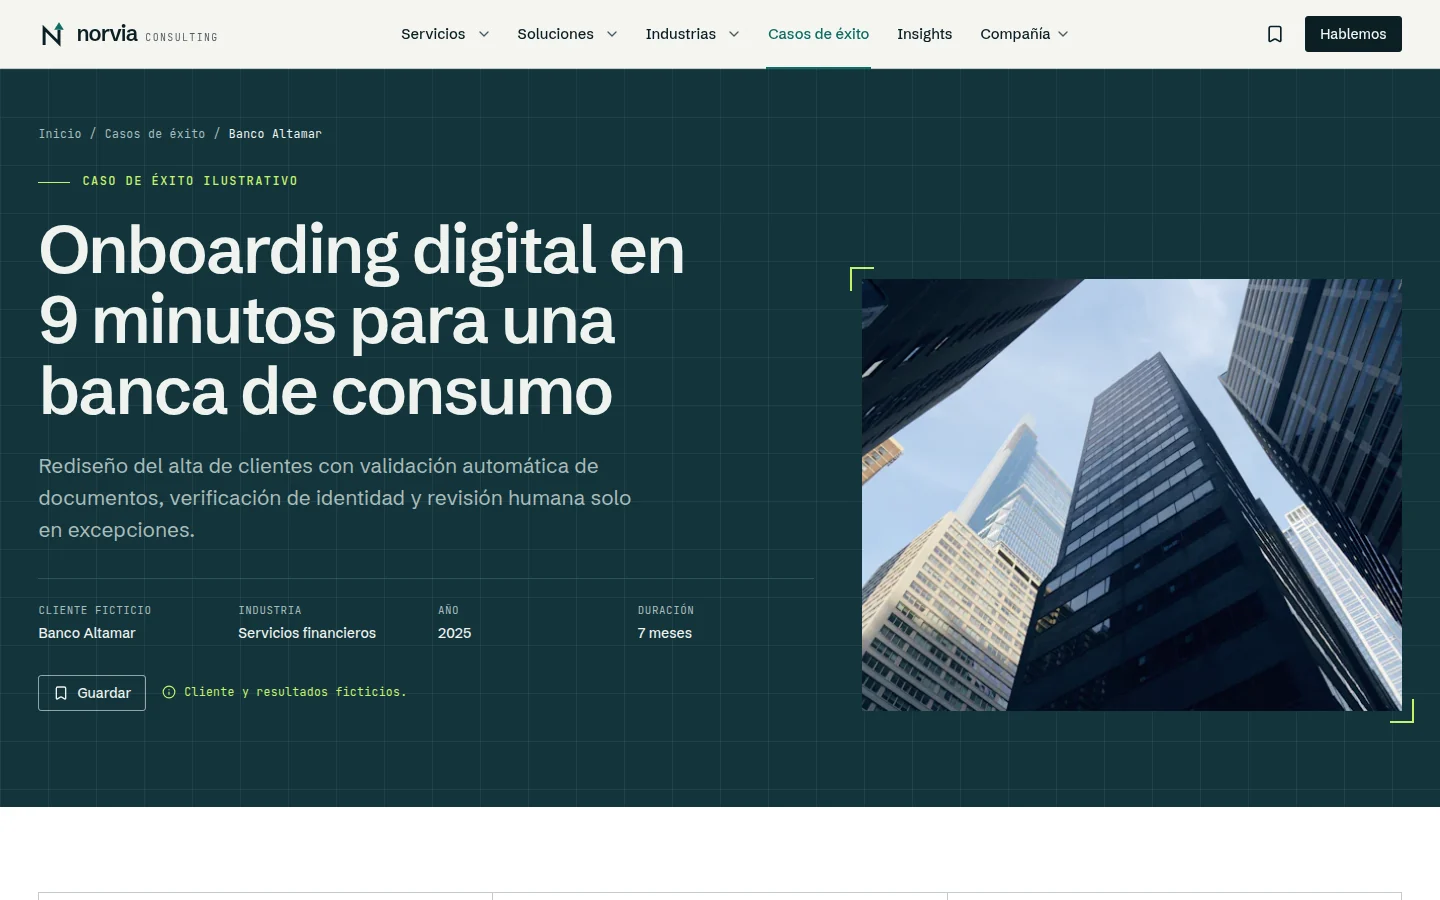 norvia CONSULTING
Servicios
Soluciones
Industrias
Casos de éxito
Insights
Compañía
Hablemos
Inicio / Casos de éxito / Banco Altamar
CASO DE ÉXITO ILUSTRATIVO
Onboarding digital en
9 minutos para una
banca de consumo
Rediseño del alta de clientes con validación automática de
documentos, verificación de identidad y revisión humana solo
en excepciones.
CLIENTE FICTICIO
Banco Altamar
INDUSTRIA
Servicios financieros
AÑO
2025
DURACIÓN
7 meses
Guardar
Cliente y resultados ficticios.